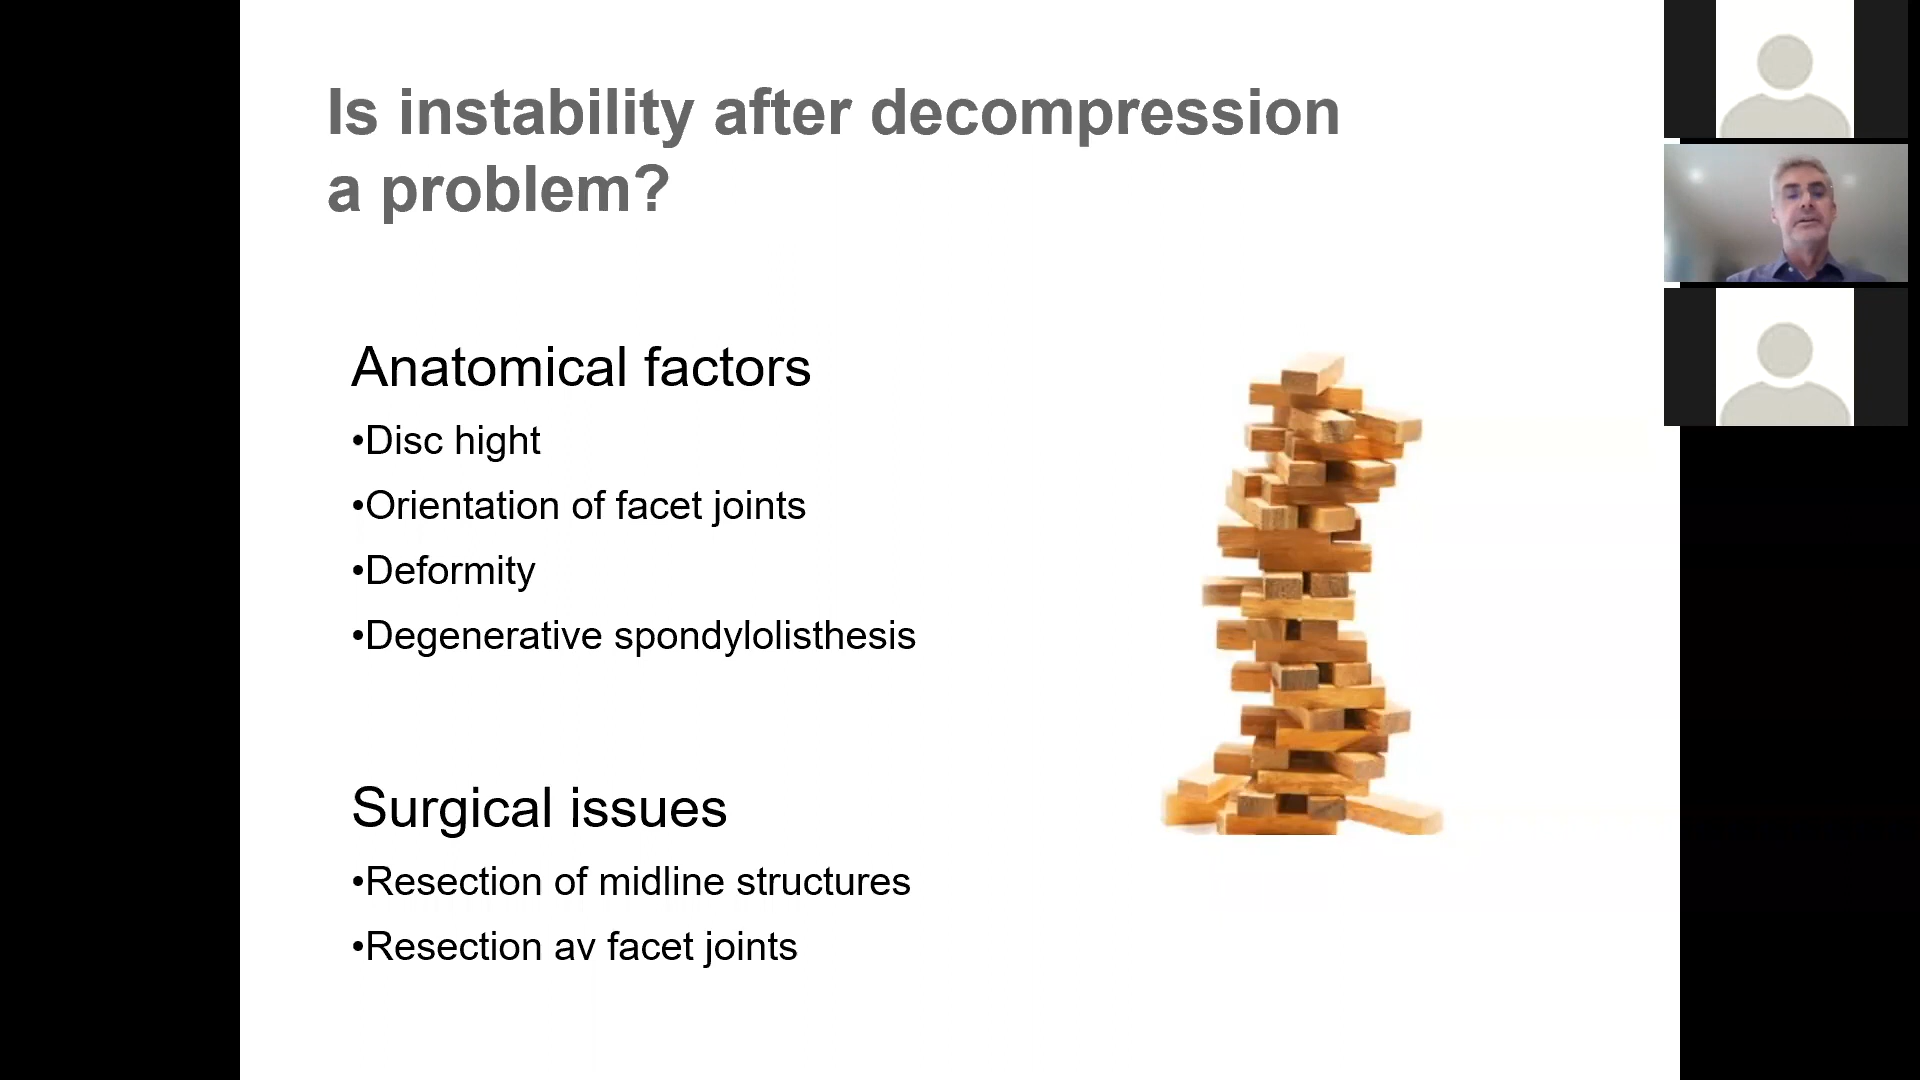 Is instability after decompression
a problem?
Anatomical factors
•Disc hight
•Orientation of facet joints
•Deformity
•Degenerative spondylolisthesis
Surgical issues
•Resection of midline structures
•Resection av facet joints